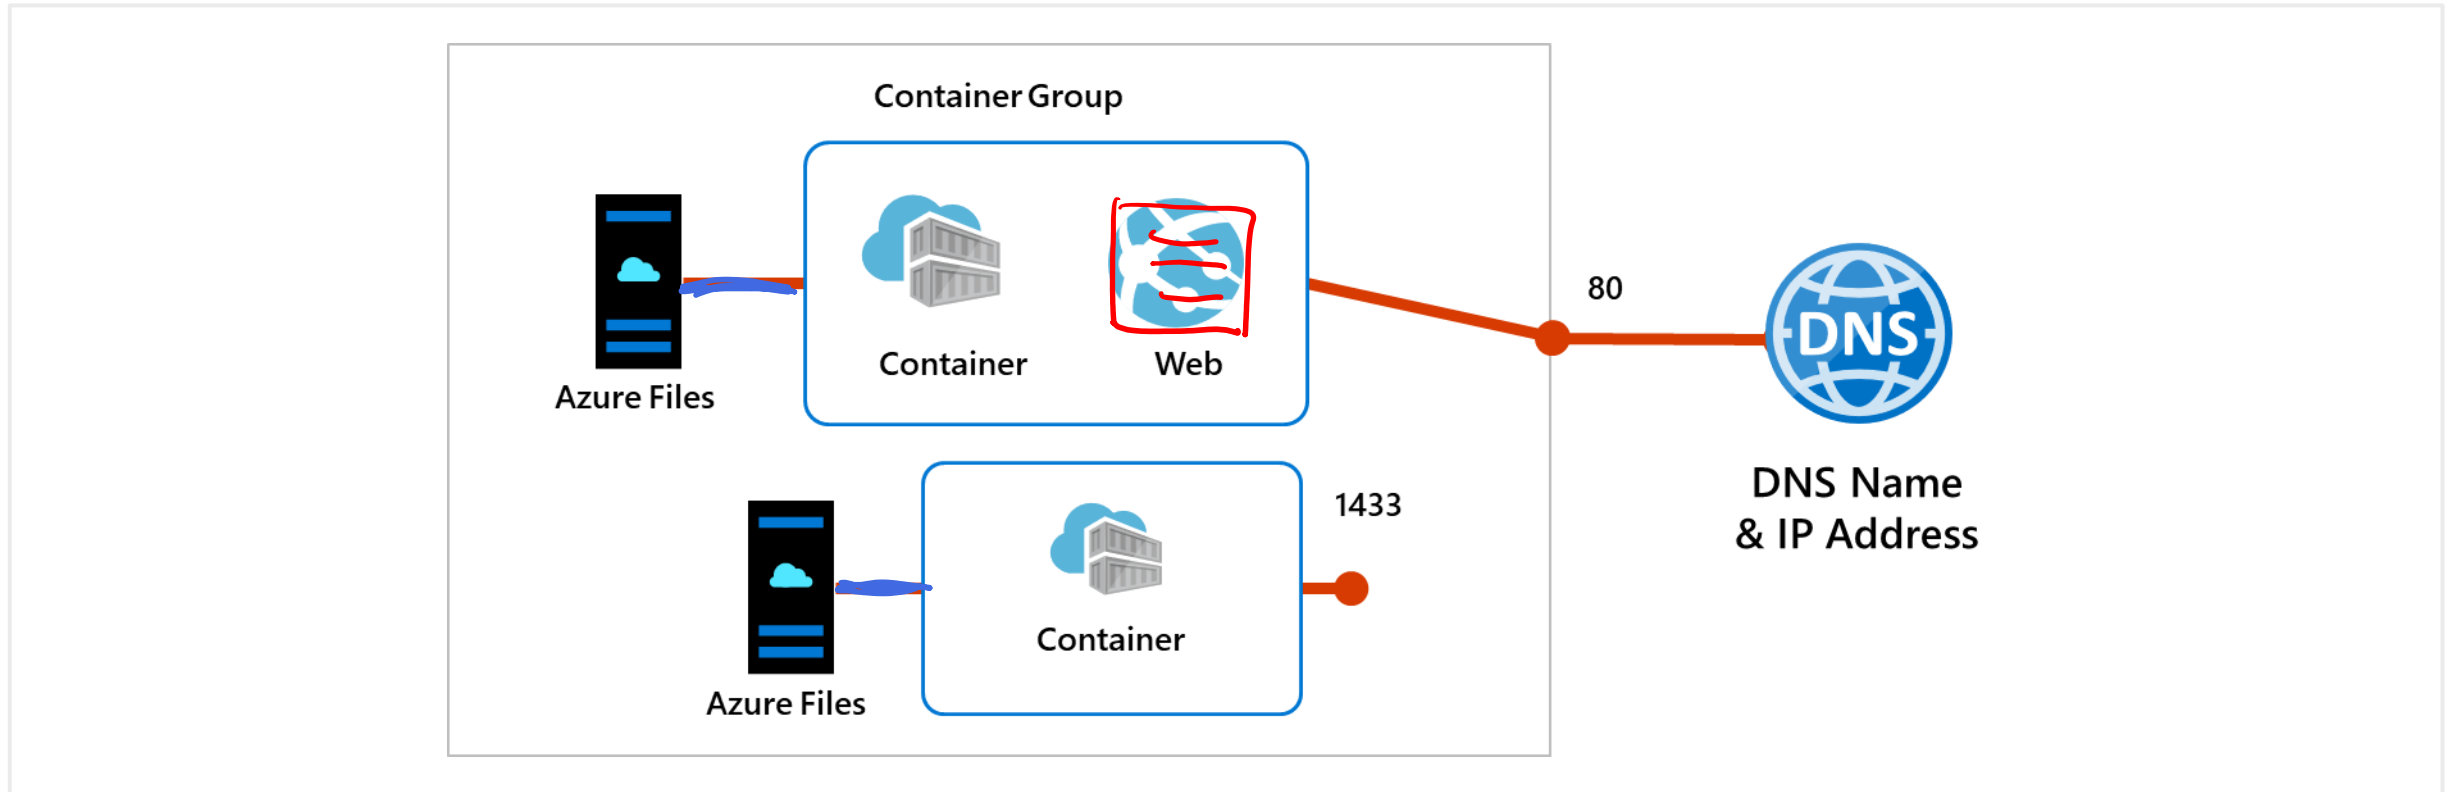 Container Group
Container
Web
Azure Files
80
DNS
DNS Name
& IP Address
1433
Container
Azure Files